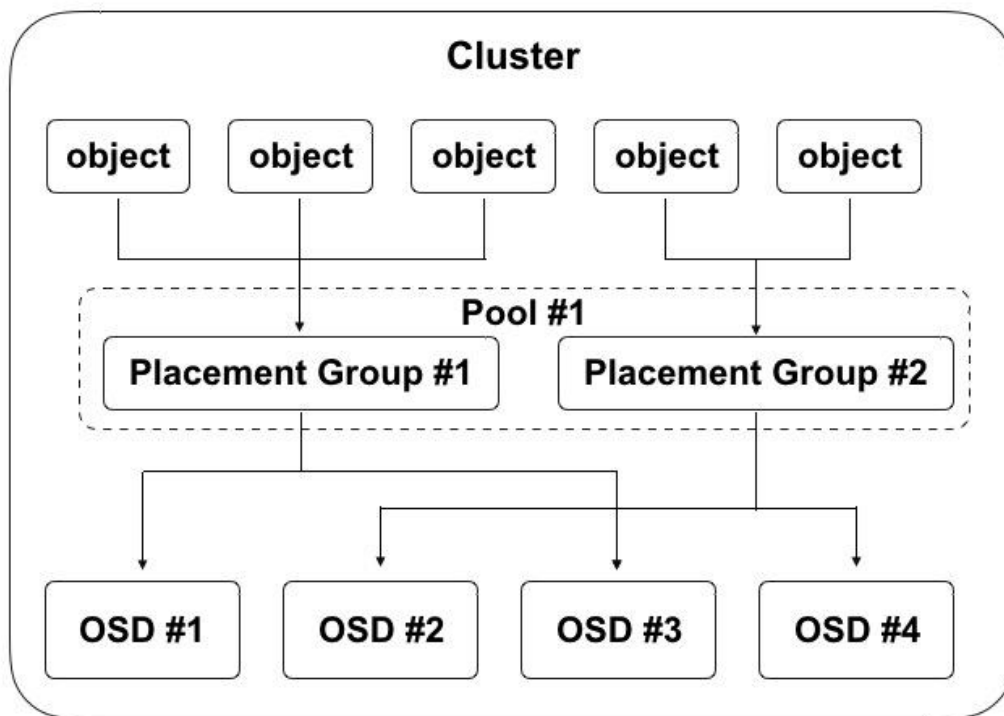 Cluster
object object object object object
Pool #1
Placement Group #1 Placement Group #2
OSD #1 OSD #2 OSD #3 OSD #4